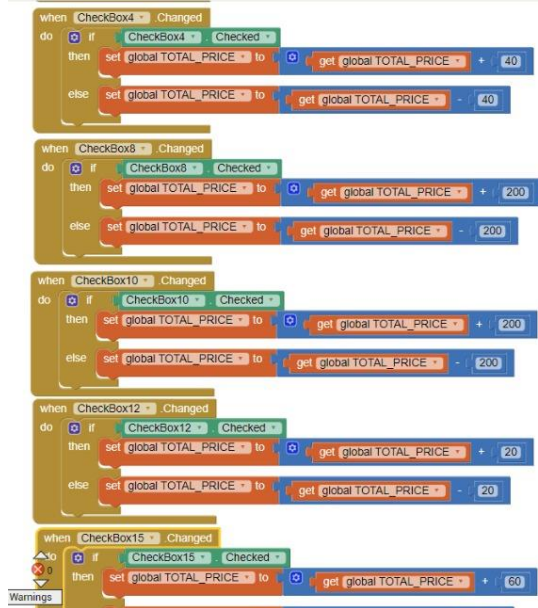 when CheckBox4 .Changed
do if CheckBox4 . Checked
then set global TOTAL_PRICE to get global TOTAL_PRICE + 40
else set global TOTAL_PRICE to get global TOTAL_PRICE - 40
when CheckBox8 .Changed
do if CheckBox8 . Checked
then set global TOTAL_PRICE to get global TOTAL_PRICE + 200
else set global TOTAL_PRICE to get global TOTAL_PRICE - 200
when CheckBox10 .Changed
do if CheckBox10 . Checked
then set global TOTAL_PRICE to get global TOTAL_PRICE + 200
else set global TOTAL_PRICE to get global TOTAL_PRICE - 200
when CheckBox12 .Changed
do if CheckBox12 . Checked
then set global TOTAL_PRICE to get global TOTAL_PRICE + 20
else set global TOTAL_PRICE to get global TOTAL_PRICE - 20
when CheckBox15 .Changed
do if CheckBox15 . Checked
0
then set global TOTAL_PRICE to get global TOTAL_PRICE + 60
Warnings